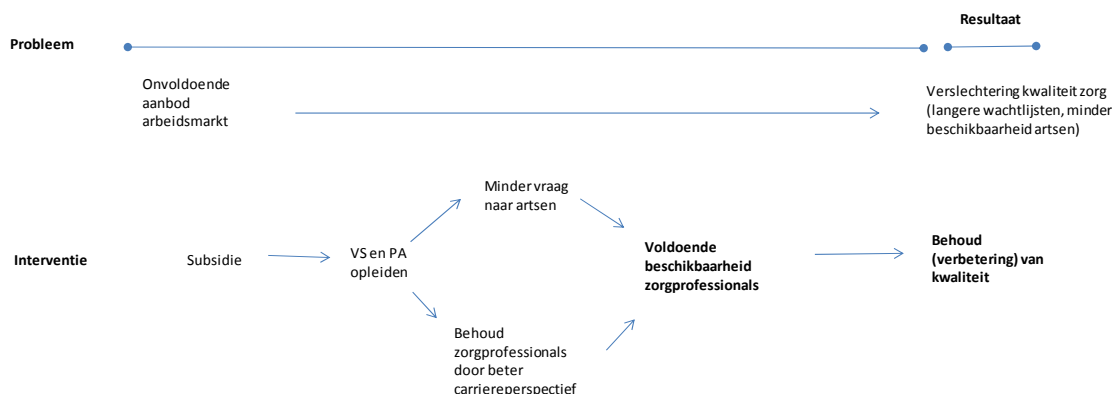 Resultaat
Probleem
Onvoldoende
aanbod
arbeidsmarkt
Verslechtering kwaliteit zorg
(langere wachtlijsten, minder
beschikbaarheid artsen)
Minder vraag
naar artsen
Interventie
Subsidie
VS en PA
opleiden
Voldoende
beschikbaarheid
zorgprofessionals
Behoud
(verbetering) van
kwaliteit
Behoud
zorgprofessionals
door beter
carriereperspectief